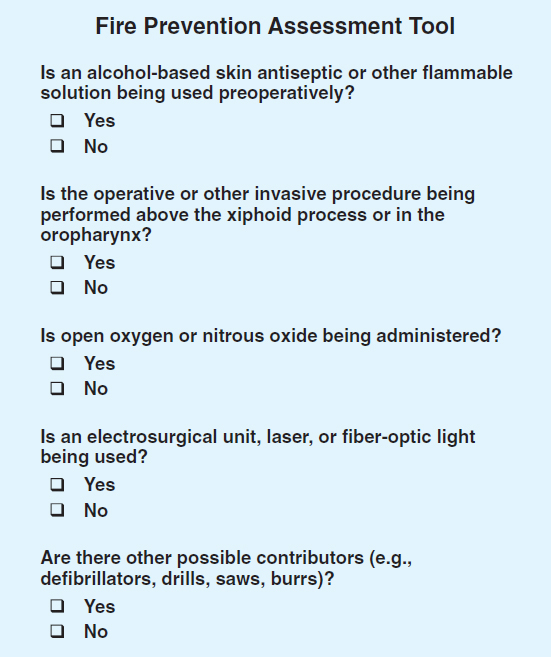 Fire Prevention Assessment Tool
Is an alcohol-based skin antiseptic or other flammable
solution being used preoperatively?
❑ Yes
❑ No
Is the operative or other invasive procedure being
performed above the xiphoid process or in the
oropharynx?
❑ Yes
❑ No
Is open oxygen or nitrous oxide being administered?
❑ Yes
❑ No
Is an electrosurgical unit, laser, or fiber-optic light
being used?
❑ Yes
❑ No
Are there other possible contributors (e.g.,
defibrillators, drills, saws, burrs)?
❑ Yes
❑ No